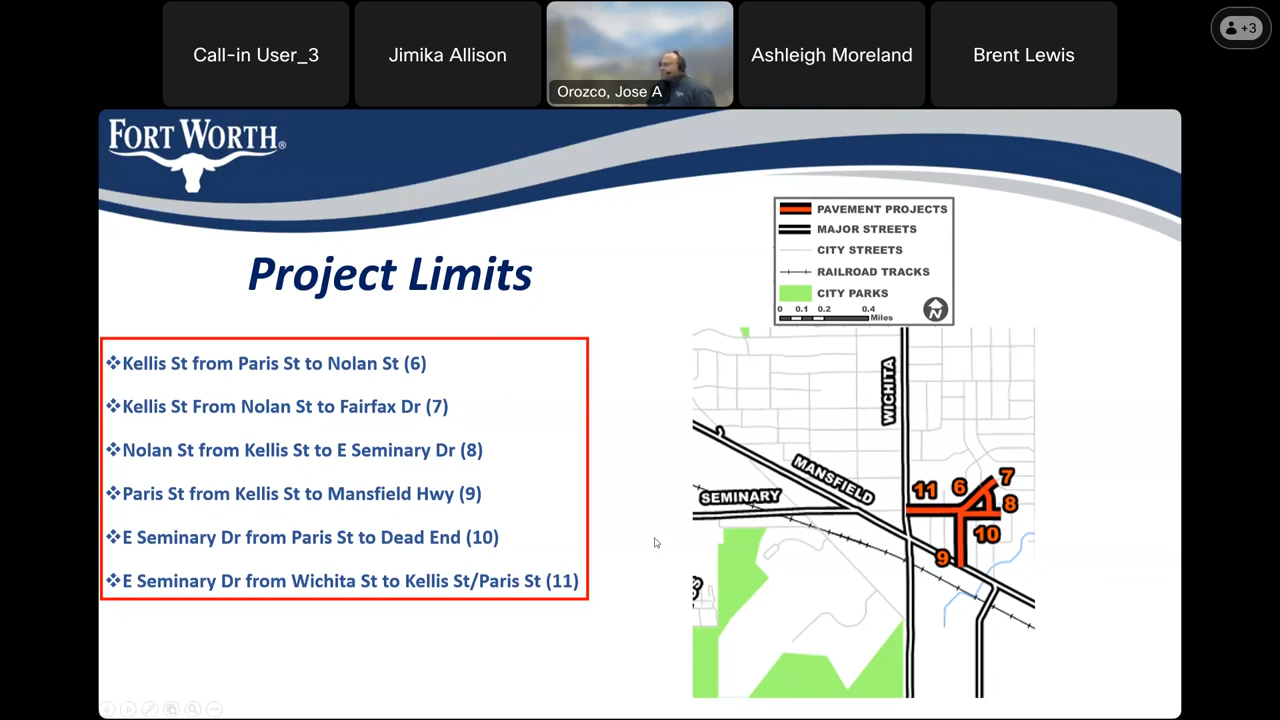 Call-in User_3
Jimika Allison
Orozco, Jose A
Ashleigh Moreland
Brent Lewis
+3
FORT WORTH®
PAVEMENT PROJECTS
MAJOR STREETS
CITY STREETS
RAILROAD TRACKS
CITY PARKS
0 0.1 0.2 0.4
Miles
N
Project Limits
❖Kellis St from Paris St to Nolan St (6)
❖Kellis St From Nolan St to Fairfax Dr (7)
❖Nolan St from Kellis St to E Seminary Dr (8)
❖Paris St from Kellis St to Mansfield Hwy (9)
❖E Seminary Dr from Paris St to Dead End (10)
❖E Seminary Dr from Wichita St to Kellis St/Paris St (11)
WICHITA
MANSFIELD
SEMINARY
11
6
7
8
10
9